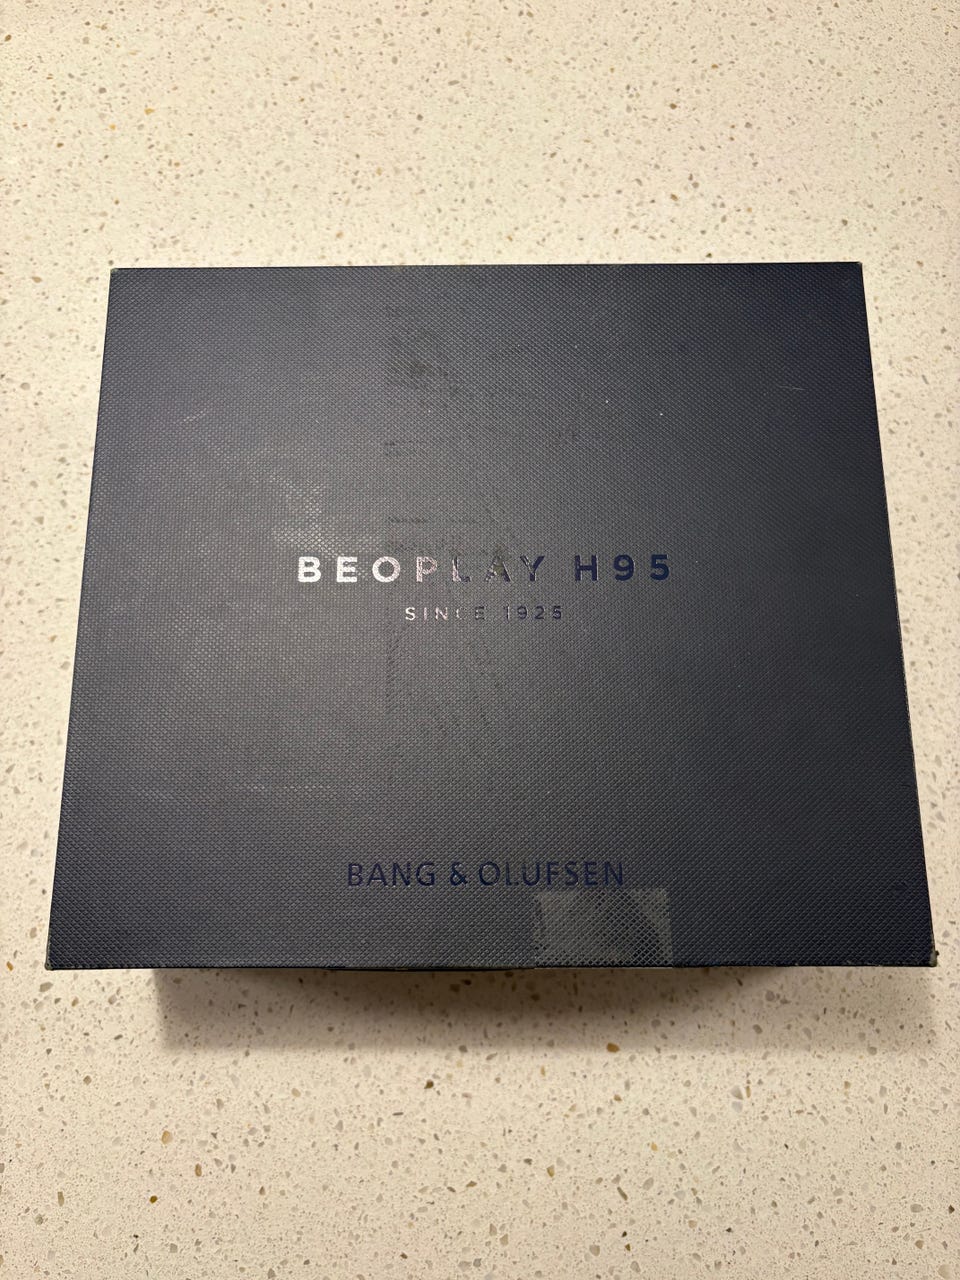 BEOPLAY H95
SINCE 1925
BANG & OLUFSEN